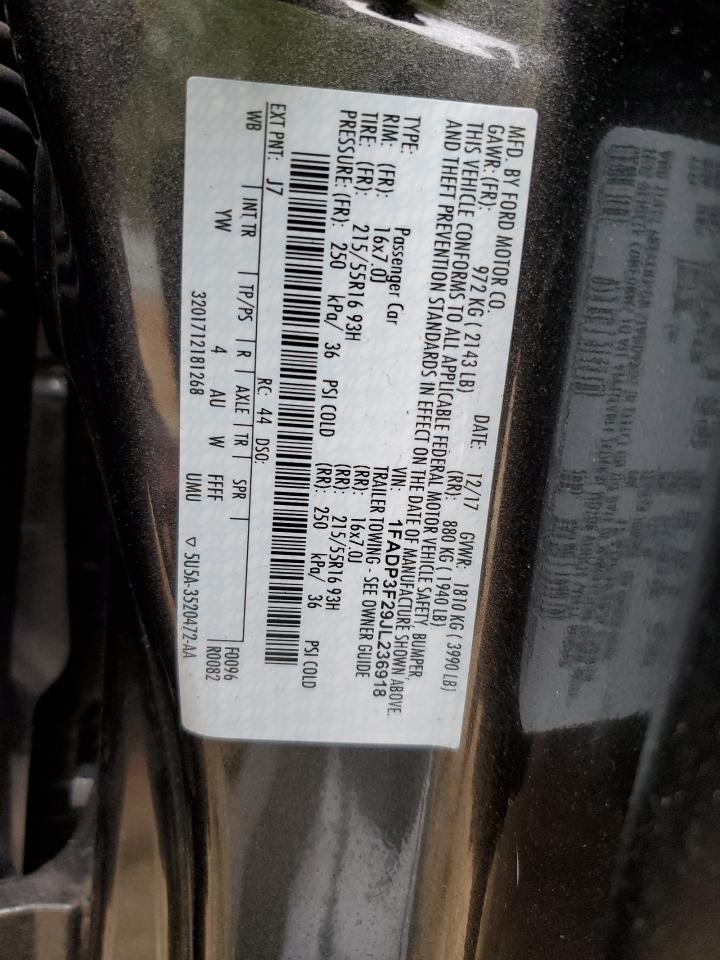 MFD. BY FORD MOTOR CO.
DATE: 12/17 GVWR: 1810 KG ( 3990 LB)
GAWR: (FR): 972 KG ( 2143 LB) (RR): 880 KG ( 1940 LB)
THIS VEHICLE CONFORMS TO ALL APPLICABLE FEDERAL MOTOR VEHICLE SAFETY, BUMPER,
AND THEFT PREVENTION STANDARDS IN EFFECT ON THE DATE OF MANUFACTURE SHOWN ABOVE.
VIN: 1FADP3F29JL236918
TYPE: Passenger Car TRAILER TOWING - SEE OWNER GUIDE
RIM: (FR): 16x7.0J (RR): 16x7.0J
TIRE: (FR): 215/55R16 93H (RR): 215/55R16 93H
PRESSURE: (FR): 250 kPa/ 36 PSI COLD (RR): 250 kPa/ 36 PSI COLD
EXT PNT: J7 RC: 44 DSO: F0096
WB INT TR TP/PS R AXLE TR SPR R0082
YW 4 AU W FFFF UMU
3201712181268 ▽ 5U5A-3520472-AA